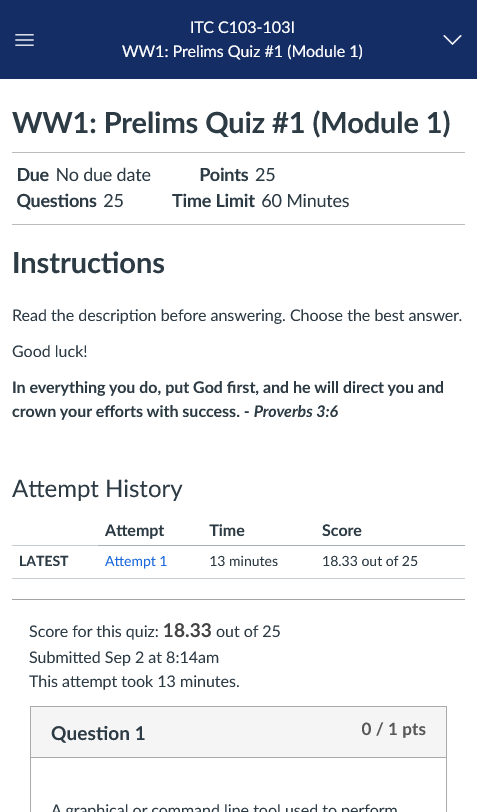 ITC C103-103I
WW1: Prelims Quiz #1 (Module 1)
WW1: Prelims Quiz #1 (Module 1)
Due No due date Points 25
Questions 25 Time Limit 60 Minutes
Instructions
Read the description before answering. Choose the best answer.
Good luck!
In everything you do, put God first, and he will direct you and
crown your efforts with success. - Proverbs 3:6
Attempt History
Attempt Time Score
LATEST Attempt 1 13 minutes 18.33 out of 25
Score for this quiz: 18.33 out of 25
Submitted Sep 2 at 8:14am
This attempt took 13 minutes.
Question 1 0 / 1 pts
A graphical or command line tool used to perform